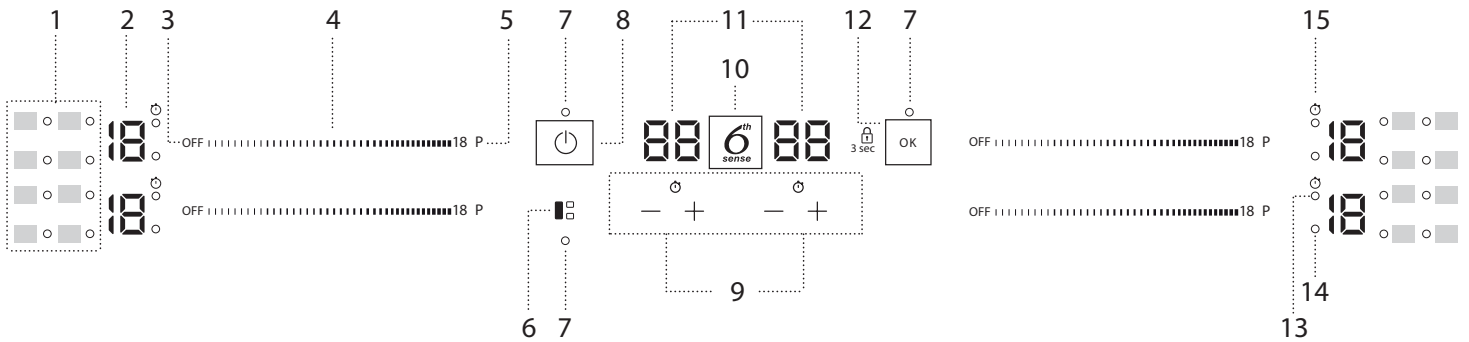 1 2 3 4 5 7 8 11 12 7 15
10
18 OFF 18 P 88 6th sense 88 3 sec OK OFF 18 P 18
18 OFF 18 P OFF 18 P 18
− + − +
9
6 7 13 14